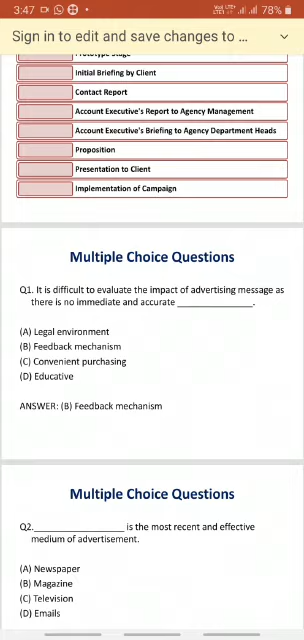 3:47
78%
Sign in to edit and save changes to ...
Prototype Stage
Initial Briefing by Client
Contact Report
Account Executive's Report to Agency Management
Account Executive's Briefing to Agency Department Heads
Proposition
Presentation to Client
Implementation of Campaign
Multiple Choice Questions
Q1. It is difficult to evaluate the impact of advertising message as
there is no immediate and accurate _________________.
(A) Legal environment
(B) Feedback mechanism
(C) Convenient purchasing
(D) Educative
ANSWER: (B) Feedback mechanism
Multiple Choice Questions
Q2.____________________ is the most recent and effective
medium of advertisement.
(A) Newspaper
(B) Magazine
(C) Television
(D) Emails